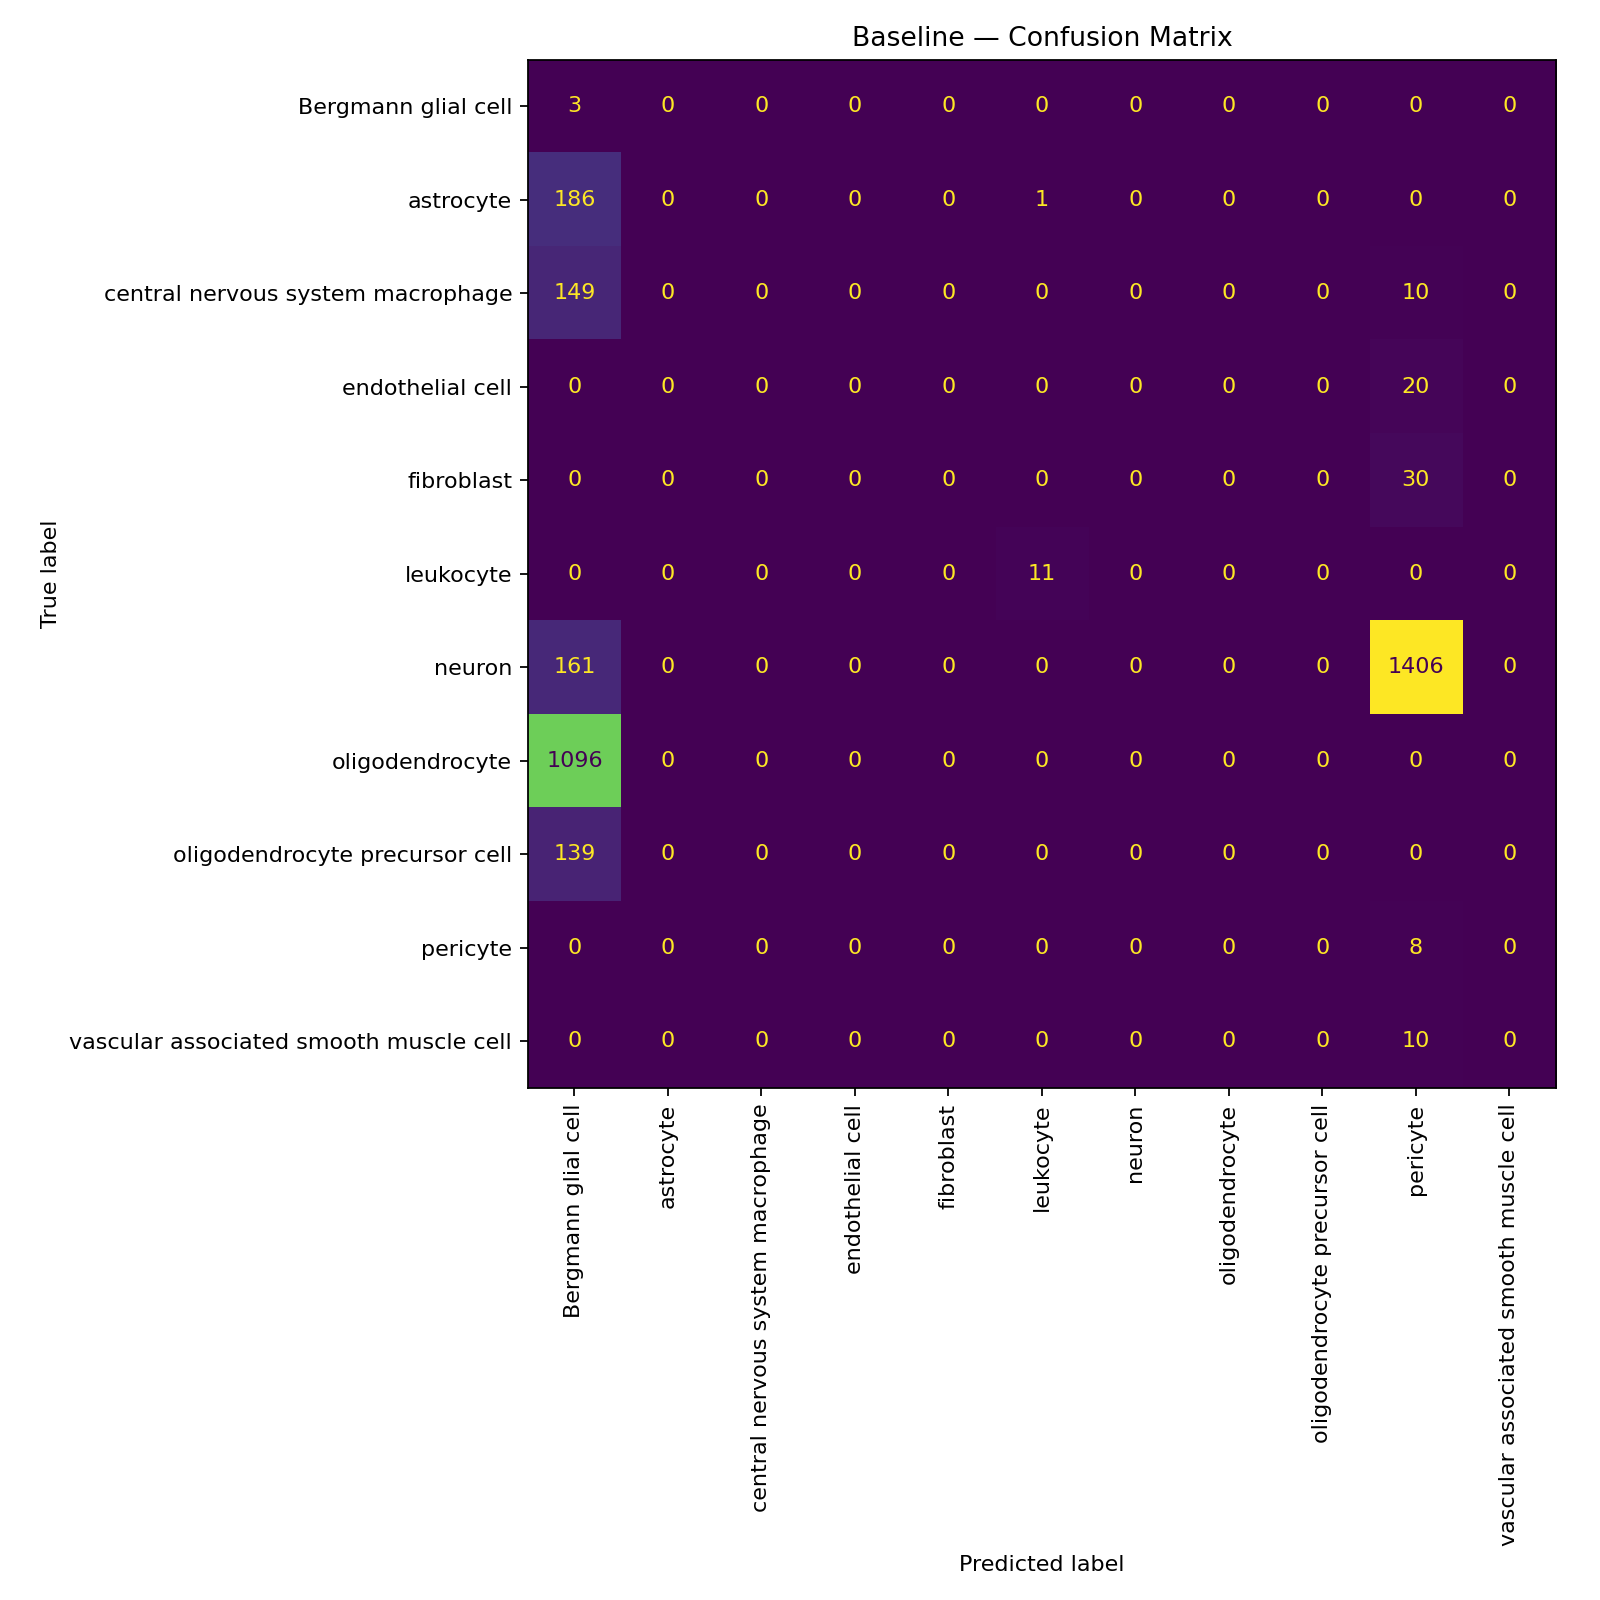 Baseline — Confusion Matrix
Bergmann glial cell 3 0 0 0 0 0 0 0 0 0 0
astrocyte 186 0 0 0 0 1 0 0 0 0 0
central nervous system macrophage 149 0 0 0 0 0 0 0 0 10 0
endothelial cell 0 0 0 0 0 0 0 0 0 20 0
fibroblast 0 0 0 0 0 0 0 0 0 30 0
leukocyte 0 0 0 0 0 11 0 0 0 0 0
neuron 161 0 0 0 0 0 0 0 0 1406 0
oligodendrocyte 1096 0 0 0 0 0 0 0 0 0 0
oligodendrocyte precursor cell 139 0 0 0 0 0 0 0 0 0 0
pericyte 0 0 0 0 0 0 0 0 0 8 0
vascular associated smooth muscle cell 0 0 0 0 0 0 0 0 0 10 0
True label
Bergmann glial cell
astrocyte
central nervous system macrophage
endothelial cell
fibroblast
leukocyte
neuron
oligodendrocyte
oligodendrocyte precursor cell
pericyte
vascular associated smooth muscle cell
Predicted label